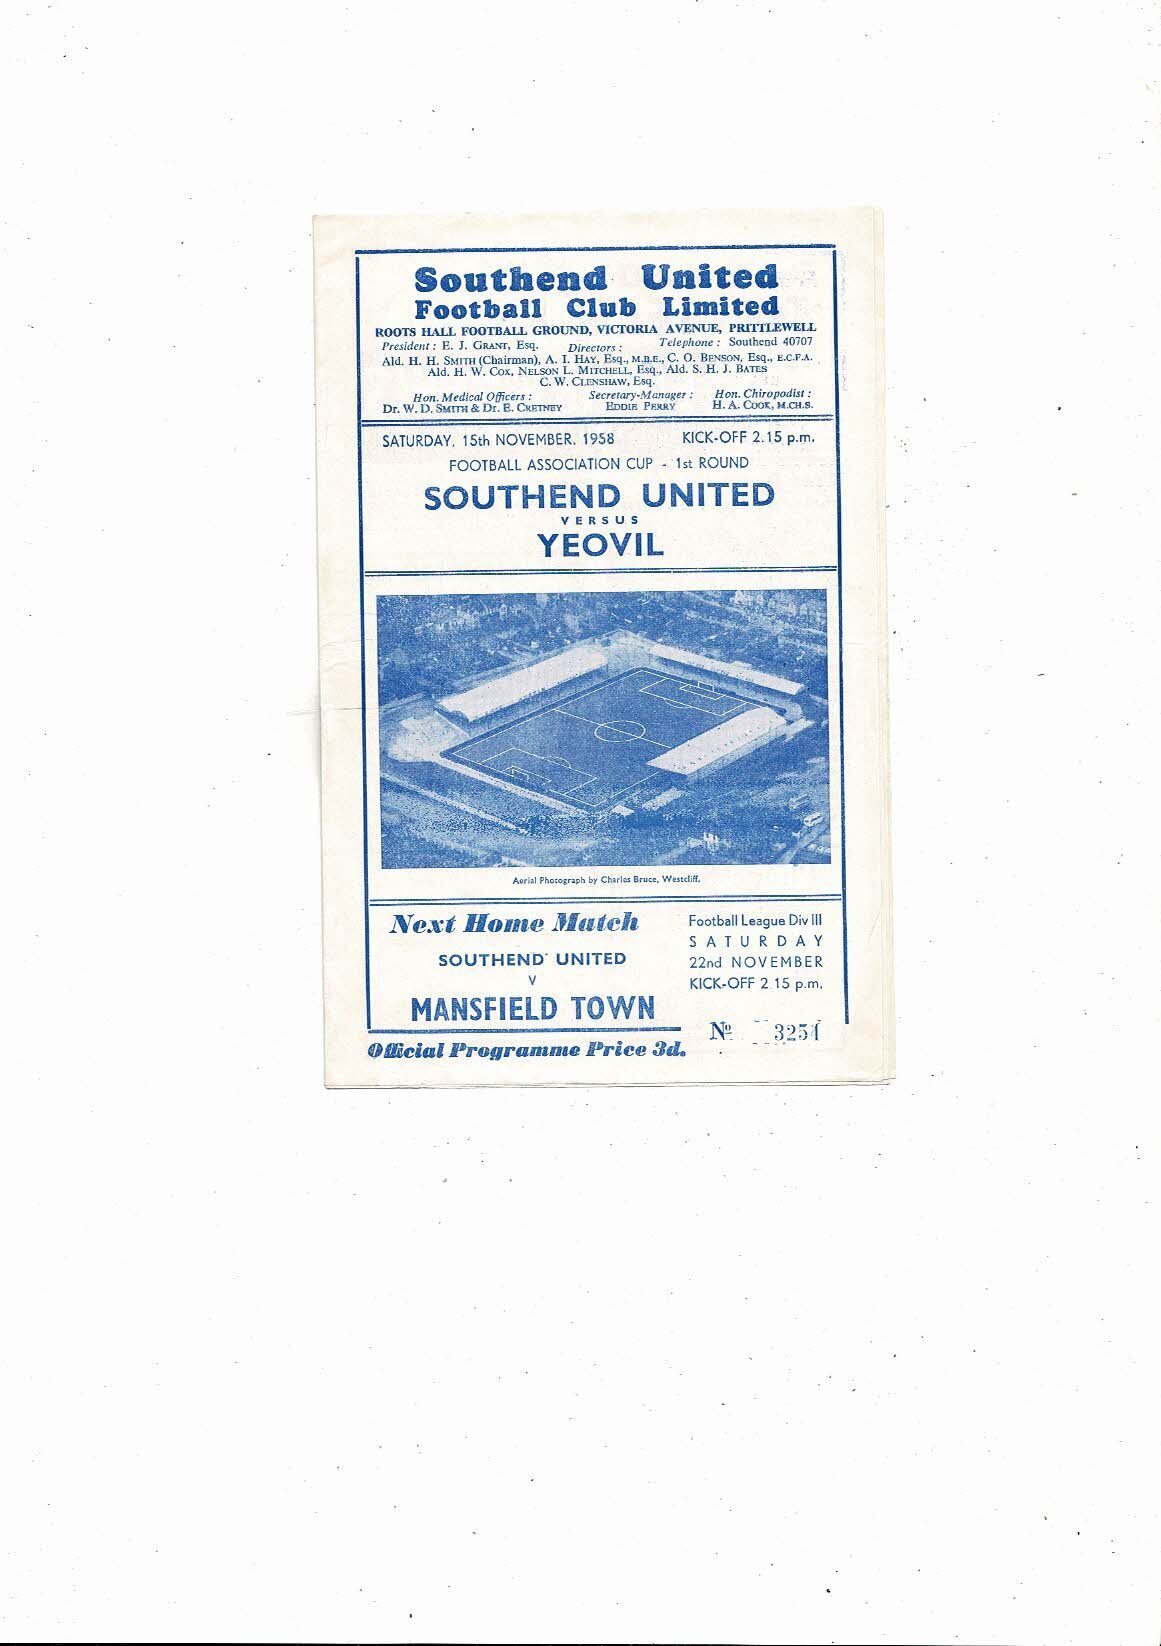 Southend United
Football Club Limited
ROOTS HALL FOOTBALL GROUND, VICTORIA AVENUE, PRITTLEWELL
President : E. J. GRANT, Esq. Directors : Telephone : Southend 40707
Ald. H. H. SMITH (Chairman), A. I. HAY, Esq., M.B.E., C. O. BENSON, Esq., E.C.F.A.
Ald. H. W. COX, NELSON L. MITCHELL, Esq., Ald. S. H. J. BATES
C. W. CLENSHAW, Esq.
Hon. Medical Officers : Secretary-Manager : Hon. Chiropodist :
Dr. W. D. SMITH & Dr. E. CRETNEY EDDIE PERRY H. A. COOK, M.CH.S.
SATURDAY, 15th NOVEMBER, 1958 KICK-OFF 2.15 p.m.
FOOTBALL ASSOCIATION CUP - 1st ROUND
SOUTHEND UNITED
VERSUS
YEOVIL
Aerial Photograph by Charles Bruce, Westcliff.
Next Home Match
SOUTHEND UNITED
V
MANSFIELD TOWN
Football League Div III
SATURDAY
22nd NOVEMBER
KICK-OFF 2 15 p.m.
Nº 3254
Official Programme Price 3d.